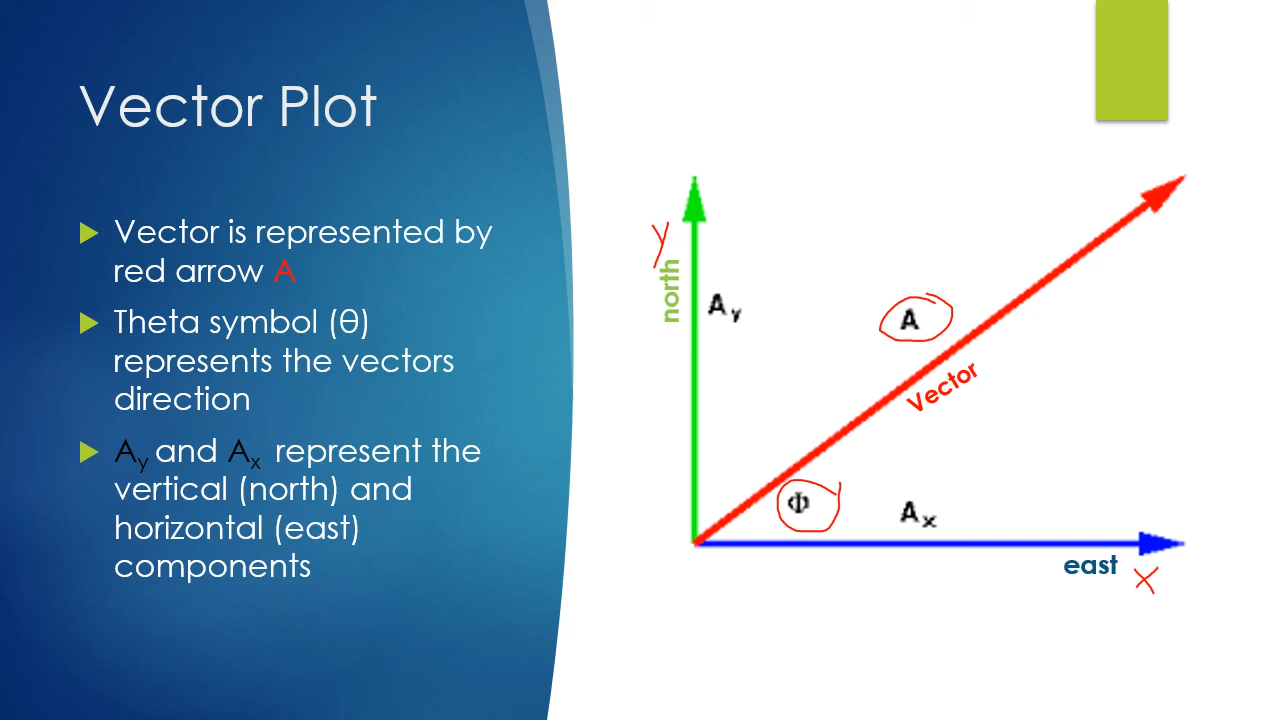 Vector Plot
Vector is represented by
red arrow A
Theta symbol (θ)
represents the vectors
direction
Ay and Ax represent the
vertical (north) and
horizontal (east)
components
y
north
Ay
A
Vector
Φ
Ax
east
x